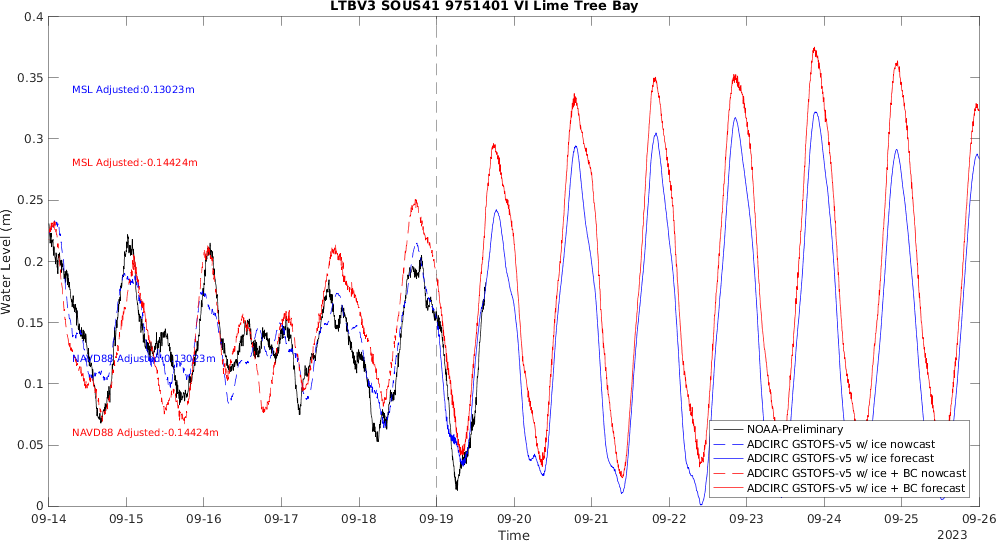 LTBV3 SOUS41 9751401 VI Lime Tree Bay
0.4
0.35
0.3
0.25
0.2
0.15
0.1
0.05
0
Water Level (m)
MSL Adjusted:0.13023m
MSL Adjusted:-0.14424m
NAVD88 Adjusted:0.13023m
NAVD88 Adjusted:-0.14424m
NOAA-Preliminary
ADCIRC GSTOFS-v5 w/ ice nowcast
ADCIRC GSTOFS-v5 w/ ice forecast
ADCIRC GSTOFS-v5 w/ ice + BC nowcast
ADCIRC GSTOFS-v5 w/ ice + BC forecast
09-14 09-15 09-16 09-17 09-18 09-19 09-20 09-21 09-22 09-23 09-24 09-25 09-26
Time
2023